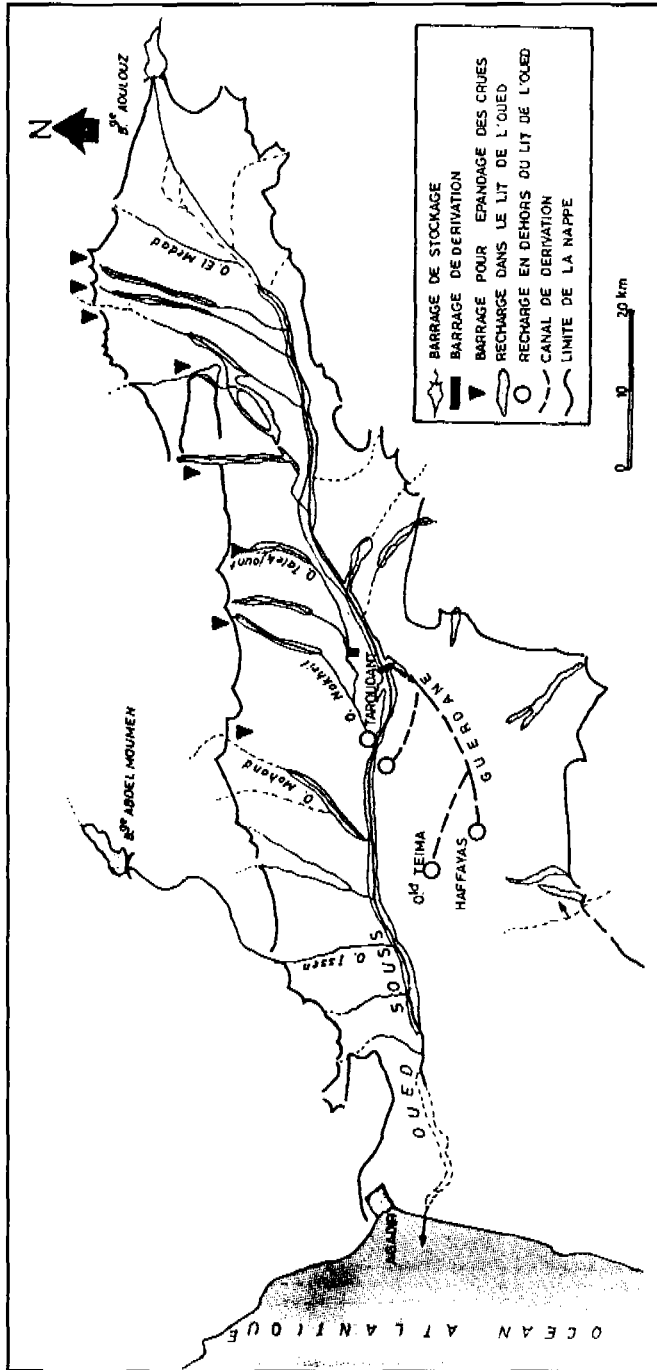 N
Bge AOULOUZ
O. El Medad
Bge ABDEL MOUMEN
O. Talekjount
O. Nokhril
TAROUDANT
O. Mohand
GUERDANE
Old TEIMA
HAFFAYAS
O. Issen
OUED SOUSS
AGADIR
OCEAN ATLANTIQUE
BARRAGE DE STOCKAGE
BARRAGE DE DERIVATION
BARRAGE POUR EPANDAGE DES CRUES
RECHARGE DANS LE LIT DE L'OUED
RECHARGE EN DEHORS DU LIT DE L'OUED
CANAL DE DERIVATION
LIMITE DE LA NAPPE
0 10 20 km